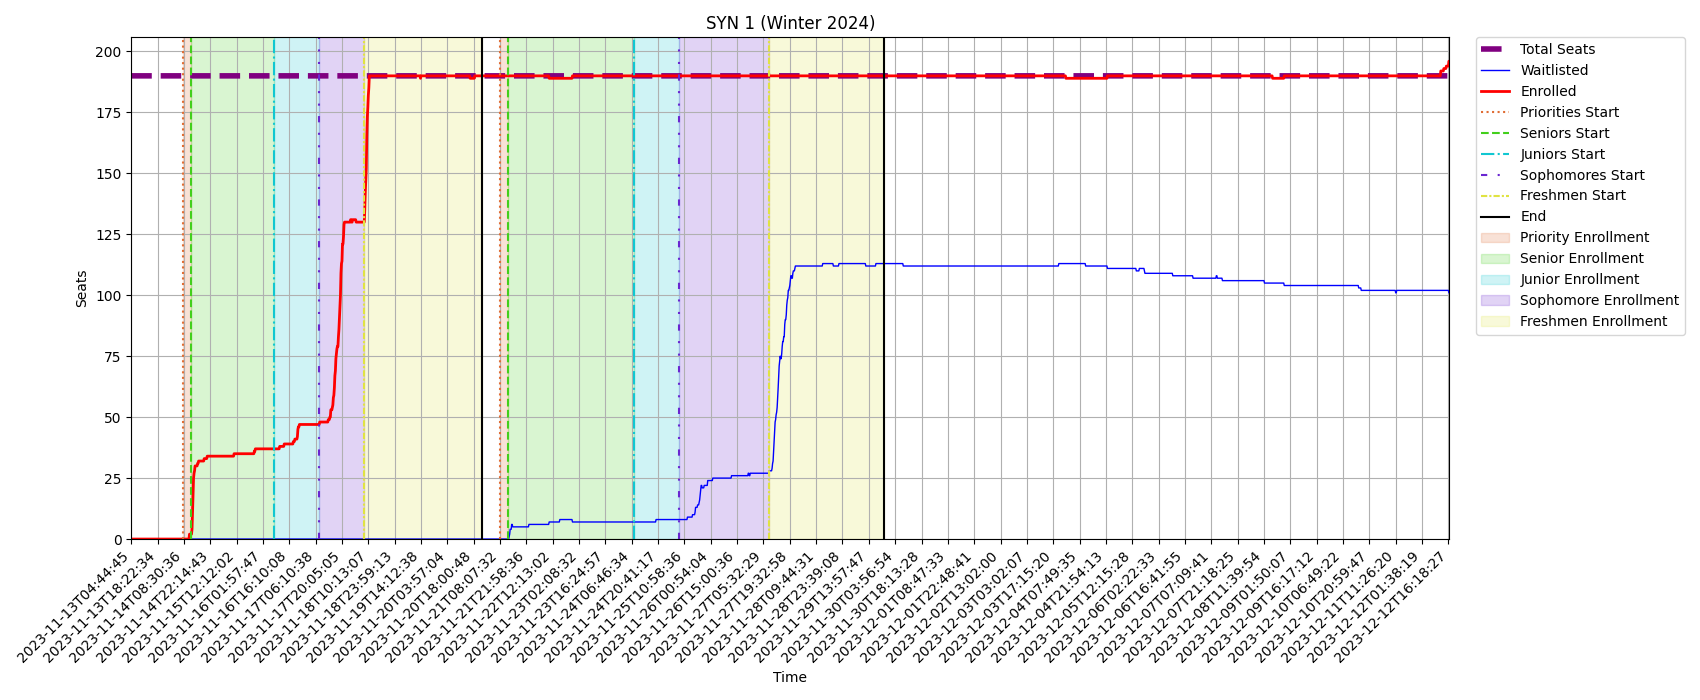 SYN 1 (Winter 2024)
200
175
150
125
100
75
50
25
0
Seats
2023-11-13T04:44:45
2023-11-13T18:22:34
2023-11-14T08:30:36
2023-11-14T22:14:43
2023-11-15T12:12:02
2023-11-16T01:57:47
2023-11-16T16:10:08
2023-11-17T06:10:38
2023-11-17T20:05:05
2023-11-18T10:13:07
2023-11-18T23:59:13
2023-11-19T14:12:38
2023-11-20T03:57:04
2023-11-20T18:00:48
2023-11-21T08:07:32
2023-11-21T21:58:36
2023-11-22T12:13:02
2023-11-23T02:08:32
2023-11-23T16:24:57
2023-11-24T06:46:34
2023-11-24T20:41:17
2023-11-25T10:58:36
2023-11-26T00:54:04
2023-11-26T15:00:36
2023-11-27T05:32:29
2023-11-27T19:32:58
2023-11-28T09:44:31
2023-11-28T23:39:08
2023-11-29T13:57:47
2023-11-30T03:56:54
2023-11-30T18:13:28
2023-12-01T08:47:33
2023-12-01T22:48:41
2023-12-02T13:02:00
2023-12-03T03:02:07
2023-12-03T17:15:20
2023-12-04T07:49:35
2023-12-04T21:54:13
2023-12-05T12:15:28
2023-12-06T02:22:33
2023-12-06T16:41:55
2023-12-07T07:09:41
2023-12-07T21:18:25
2023-12-08T11:39:54
2023-12-09T01:50:07
2023-12-09T16:17:12
2023-12-10T06:49:22
2023-12-10T20:59:47
2023-12-11T11:26:20
2023-12-12T01:38:19
2023-12-12T16:18:27
Time
Total Seats
Waitlisted
Enrolled
Priorities Start
Seniors Start
Juniors Start
Sophomores Start
Freshmen Start
End
Priority Enrollment
Senior Enrollment
Junior Enrollment
Sophomore Enrollment
Freshmen Enrollment